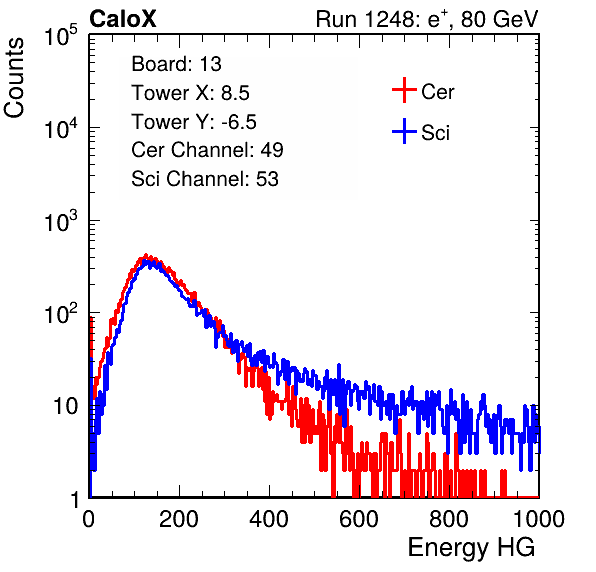 CaloX Run 1248: e⁺, 80 GeV
Counts
10⁵
10⁴
10³
10²
10
1
Board: 13
Tower X: 8.5
Tower Y: -6.5
Cer Channel: 49
Sci Channel: 53
Cer
Sci
0 200 400 600 800 1000
Energy HG